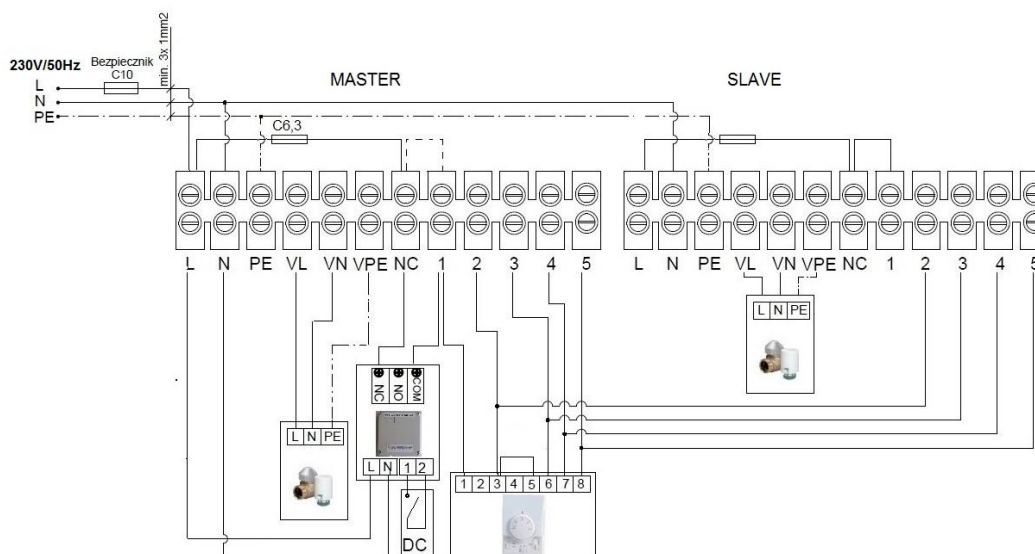 min. 3x 1mm2
230V/50Hz
Bezpiecznik
C10
L
N
PE
MASTER
SLAVE
C6,3
L N PE VL VN VPE NC 1 2 3 4 5
L N PE VL VN VPE NC 1 2 3 4 5
L N PE
NC NO COM
L N PE
L N 1 2
1 2 3 4 5 6 7 8
DC